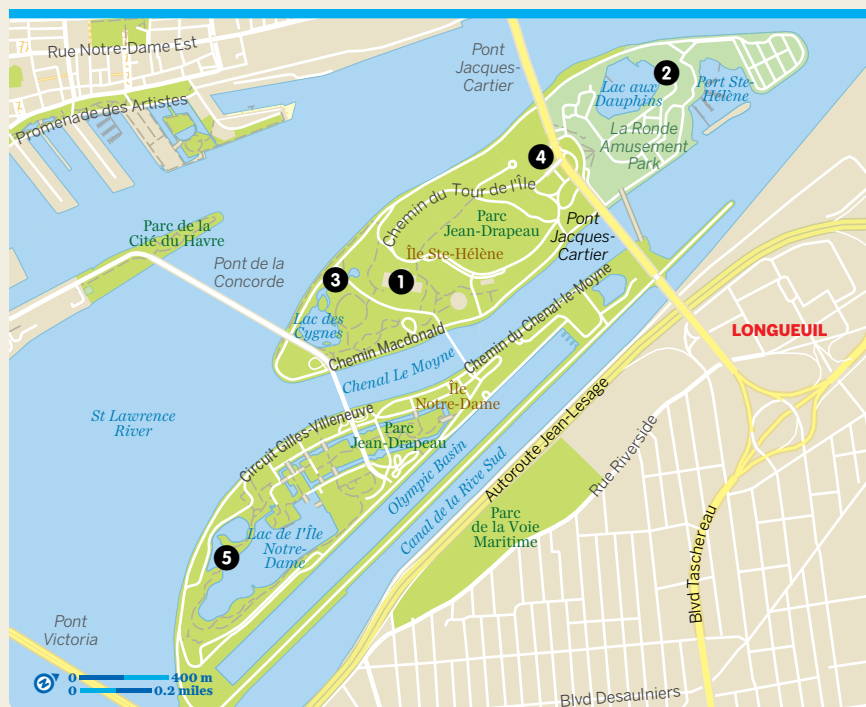 Rue Notre-Dame Est
Promenade des Artistes
Pont
Jacques-
Cartier
2
Lac aux
Dauphins
Port Ste-
Hélène
La Ronde
Amusement
Park
4
Chemin du Tour de l'Île
Parc
Jean-Drapeau
Pont
Jacques-
Cartier
Parc de la
Cité du Havre
Île Ste-Hélène
Pont de la
Concorde
3
1
Lac des
Cygnes
Chemin Macdonald
Chemin du Chenal-le-Moyne
LONGUEUIL
Chenal Le Moyne
Île
Notre-Dame
St Lawrence
River
Circuit Gilles-Villeneuve
Parc
Jean-Drapeau
Autoroute Jean-Lesage
Rue Riverside
Olympic Basin
Canal de la Rive Sud
Parc
de la Voie
Maritime
Lac de l'Île
Notre-
Dame
5
Blvd Taschereau
Pont
Victoria
N
0 400 m
0 0.2 miles
Blvd Desaulniers